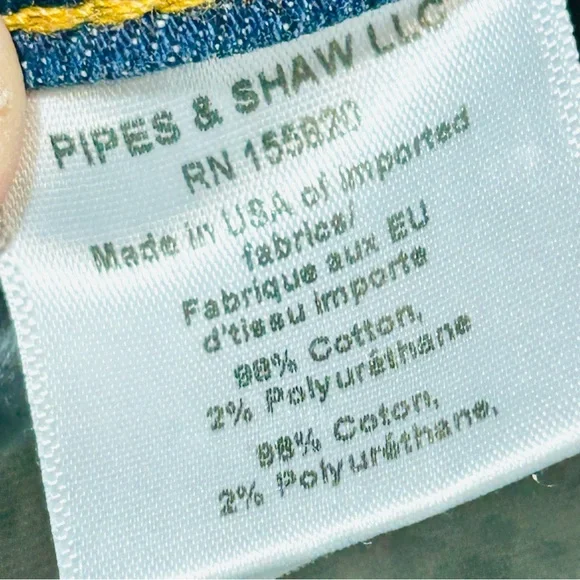 PIPES & SHAW LLC
RN 155820
Made in USA of imported
fabrics/
Fabrique aux EU
d'tissu importe
98% Cotton,
2% Polyuréthane
98% Coton,
2% Polyuréthane,